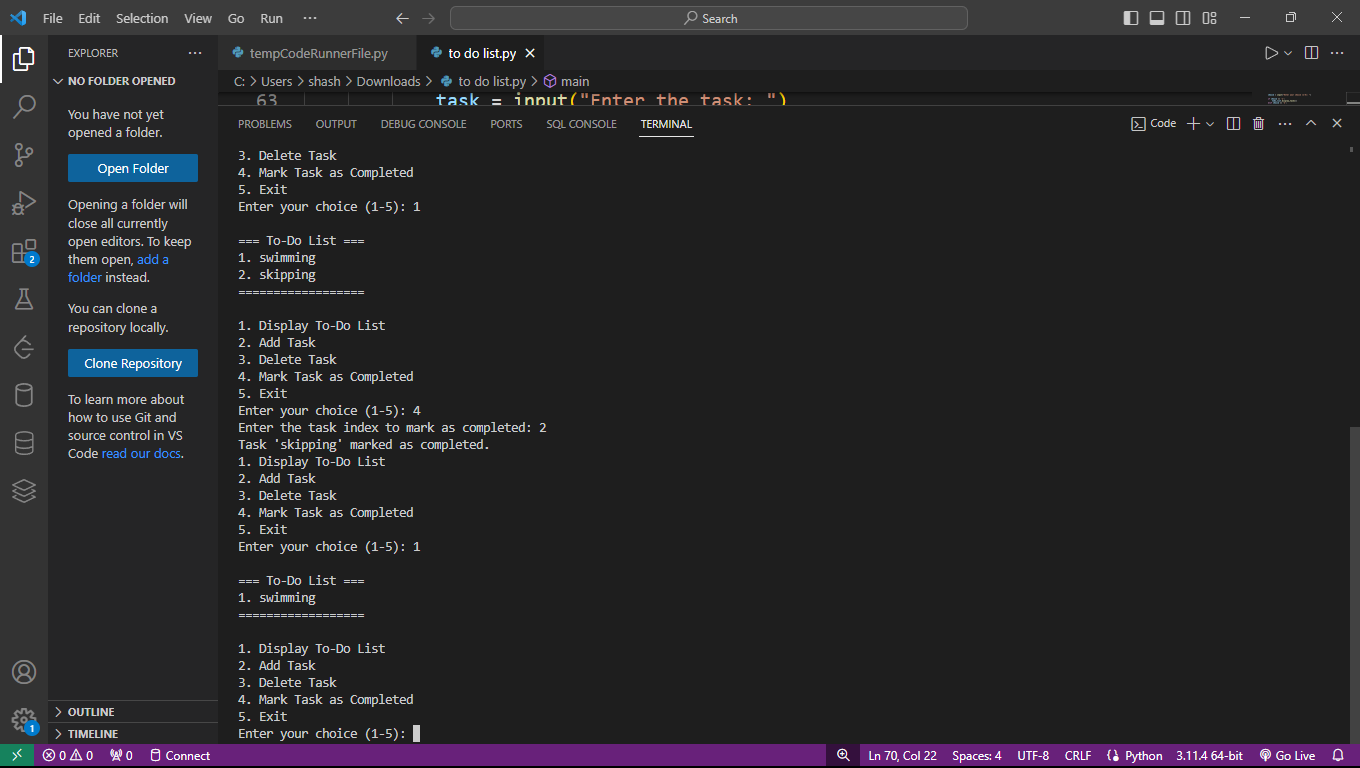 File Edit Selection View Go Run ··· Search
EXPLORER ···
NO FOLDER OPENED
You have not yet
opened a folder.
Open Folder
Opening a folder will
close all currently
open editors. To keep
them open, add a
folder instead.
You can clone a
repository locally.
Clone Repository
To learn more about
how to use Git and
source control in VS
Code read our docs.
OUTLINE
TIMELINE
2
1
tempCodeRunnerFile.py to do list.py
C: > Users > shash > Downloads > to do list.py > main
63 task = input("Enter the task: ")
PROBLEMS OUTPUT DEBUG CONSOLE PORTS SQL CONSOLE TERMINAL Code
3. Delete Task
4. Mark Task as Completed
5. Exit
Enter your choice (1-5): 1
=== To-Do List ===
1. swimming
2. skipping
==================
1. Display To-Do List
2. Add Task
3. Delete Task
4. Mark Task as Completed
5. Exit
Enter your choice (1-5): 4
Enter the task index to mark as completed: 2
Task 'skipping' marked as completed.
1. Display To-Do List
2. Add Task
3. Delete Task
4. Mark Task as Completed
5. Exit
Enter your choice (1-5): 1
=== To-Do List ===
1. swimming
==================
1. Display To-Do List
2. Add Task
3. Delete Task
4. Mark Task as Completed
5. Exit
Enter your choice (1-5):
0 0 0 Connect Ln 70, Col 22 Spaces: 4 UTF-8 CRLF Python 3.11.4 64-bit Go Live